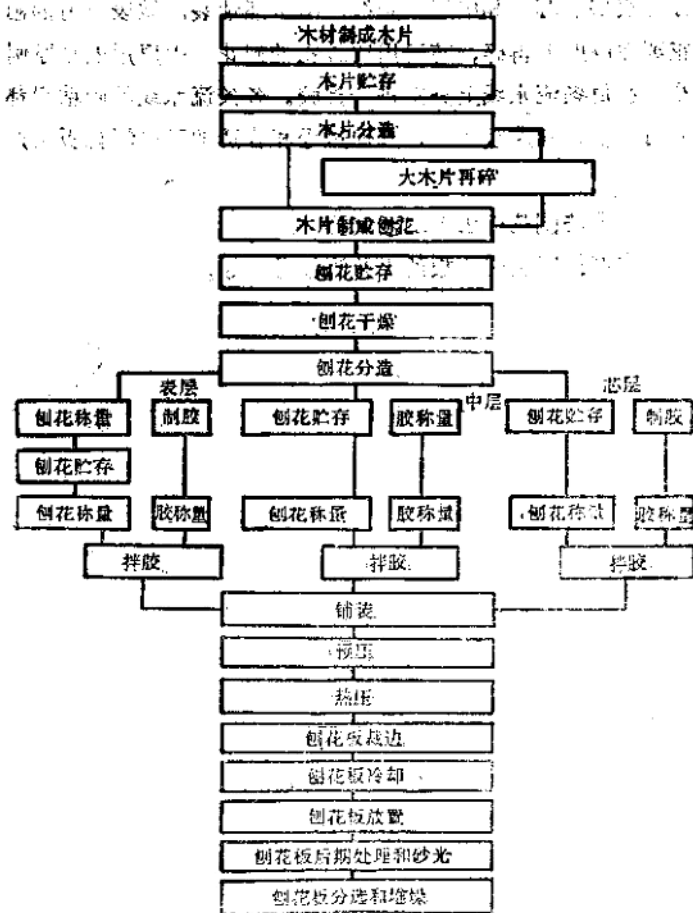 木材制成木片
木片贮存
木片分选
大木片再碎
木片制成刨花
刨花贮存
刨花干燥
刨花分造
表层 中层 芯层
刨花称量 制胶 刨花贮存 胶称量 刨花贮存 制胶
刨花贮存
刨花称量 胶称量 刨花称量 胶称量 刨花称量 胶称量
拌胶 拌胶 拌胶
铺装
预压
热压
刨花板裁边
刨花板冷却
刨花板放置
刨花板后期处理和砂光
刨花板分选和堆垛